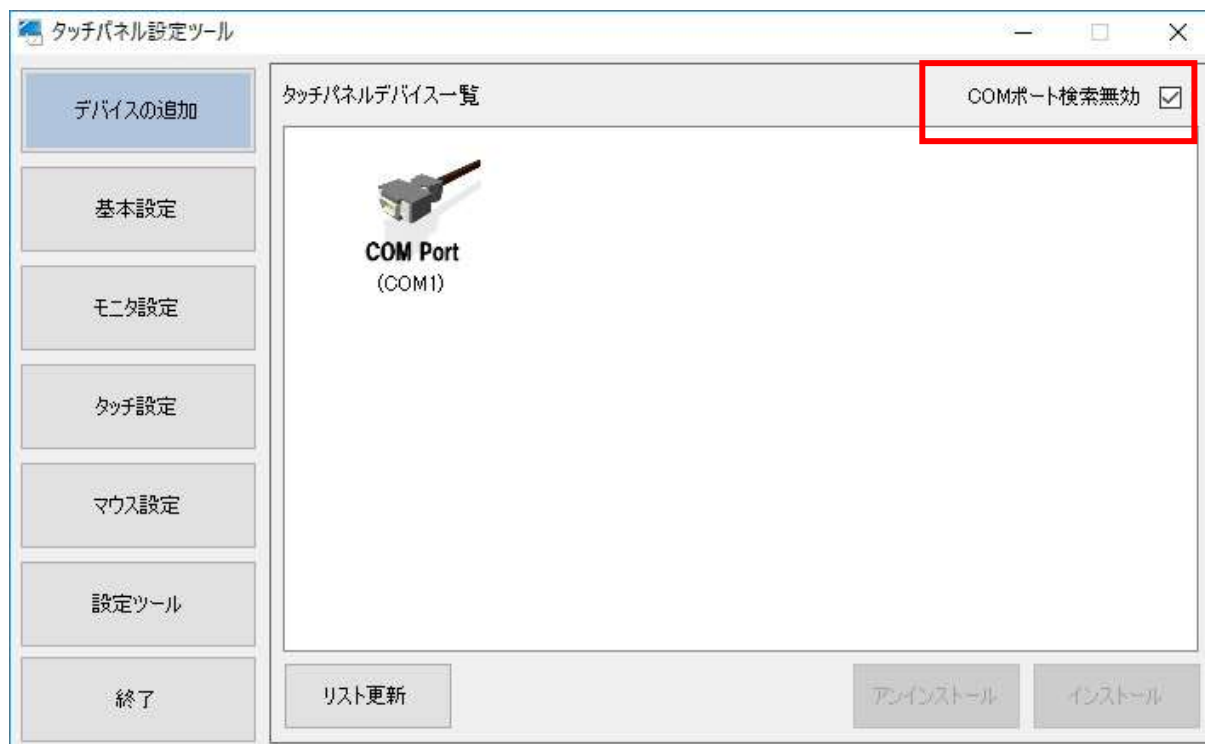 タッチパネル設定ツール
デバイスの追加
基本設定
モニタ設定
タッチ設定
マウス設定
設定ツール
終了
タッチパネルデバイス一覧
COMポート検索無効
COM Port
(COM1)
リスト更新
アンインストール
インストール